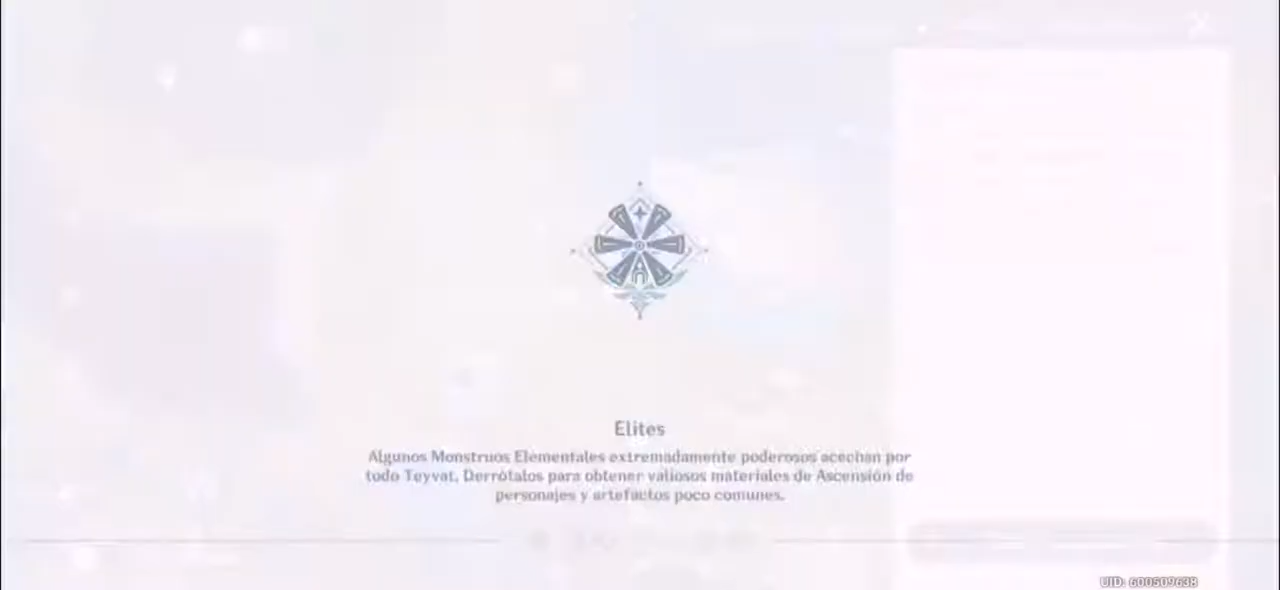 Elites
Algunos Monstruos Elementales extremadamente poderosos acechan por
todo Teyvat. Derrótalos para obtener valiosos materiales de Ascensión de
personajes y artefactos poco comunes.
UID: 600509638